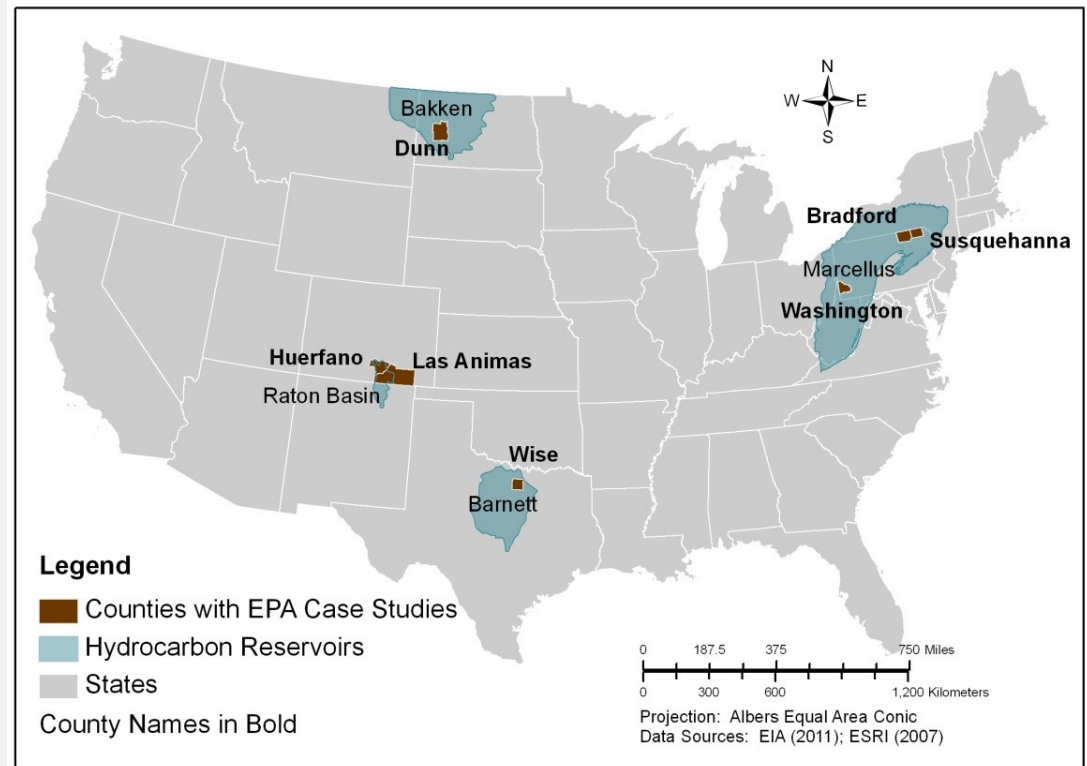 N
W E
S
Bakken
Dunn
Bradford
Susquehanna
Marcellus
Washington
Huerfano Las Animas
Raton Basin
Wise
Barnett
Legend
Counties with EPA Case Studies
Hydrocarbon Reservoirs
States
County Names in Bold
0 187.5 375 750 Miles
0 300 600 1,200 Kilometers
Projection: Albers Equal Area Conic
Data Sources: EIA (2011); ESRI (2007)